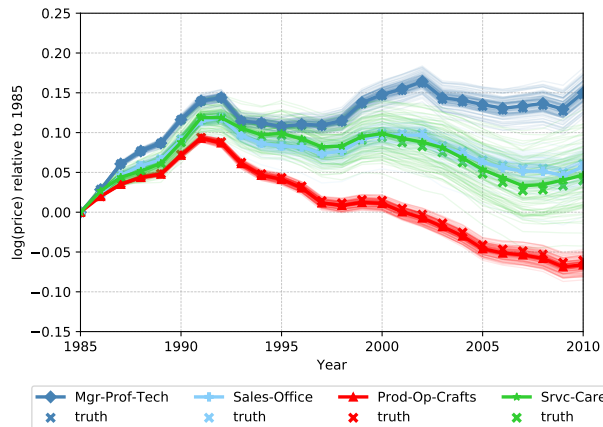 0.25
0.20
0.15
0.10
0.05
0.00
−0.05
−0.10
−0.15
log(price) relative to 1985
1985 1990 1995 2000 2005 2010
Year
Mgr-Prof-Tech Sales-Office Prod-Op-Crafts Srvc-Care
truth truth truth truth